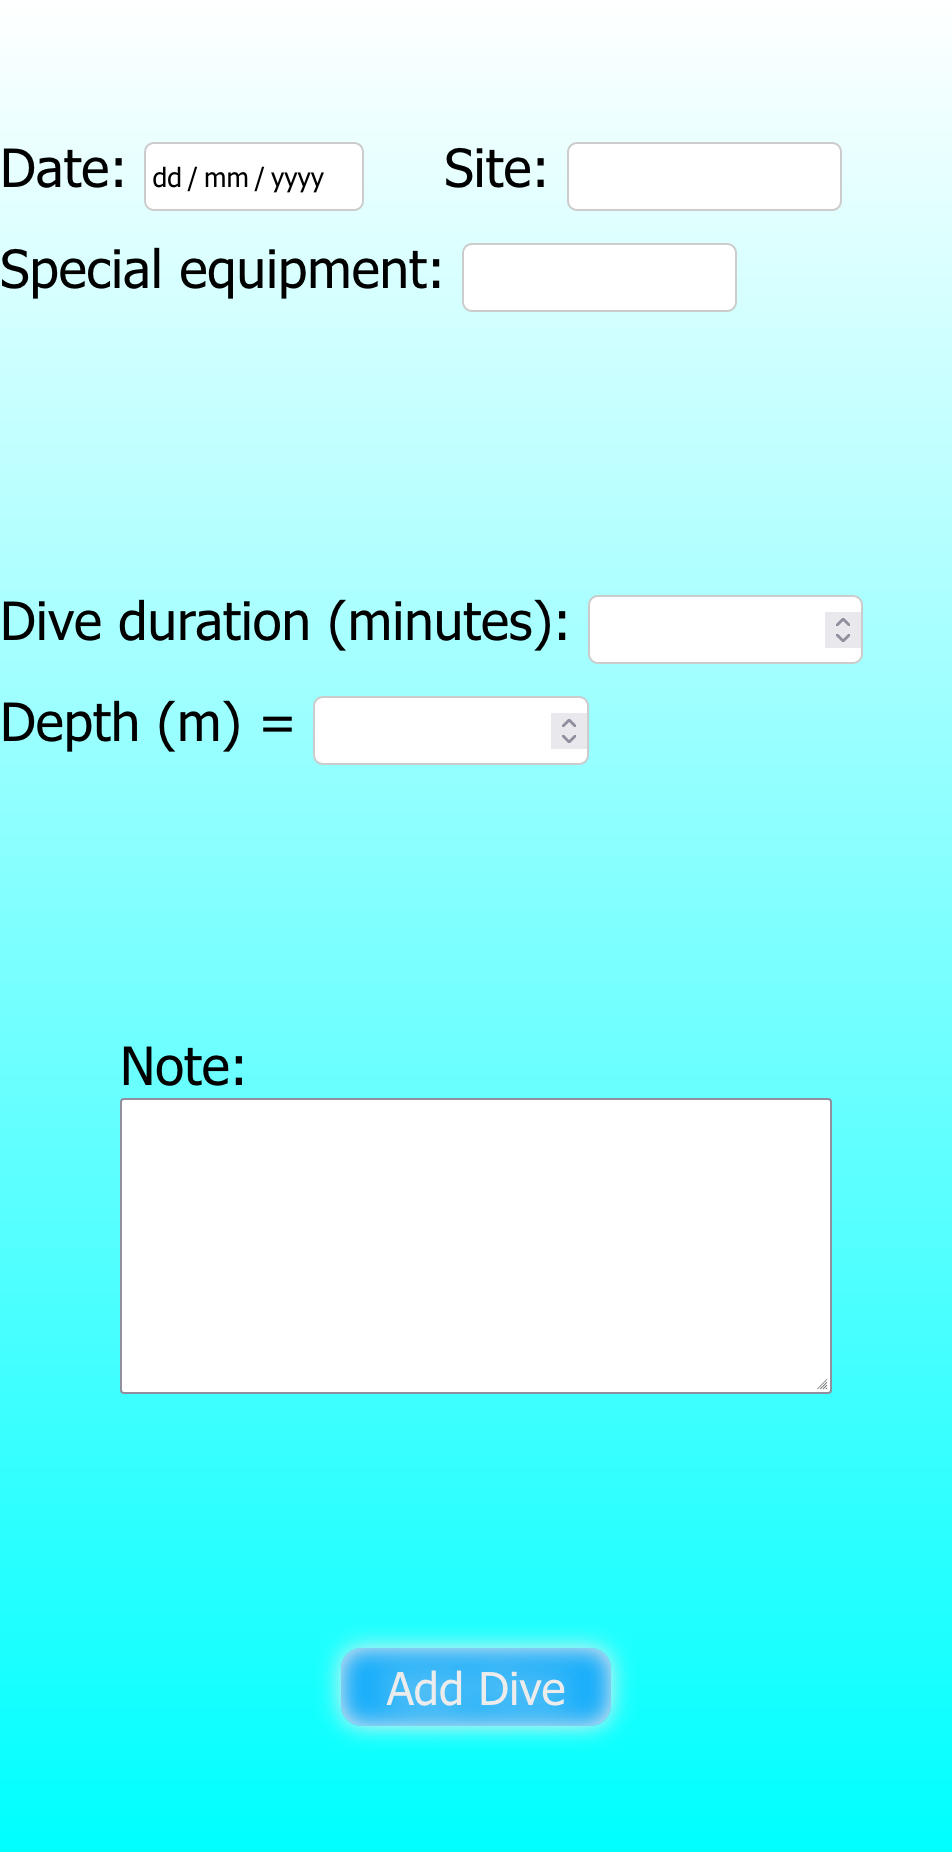 Date: dd / mm / yyyy Site:
Special equipment:
Dive duration (minutes):
Depth (m) =
Note:
Add Dive